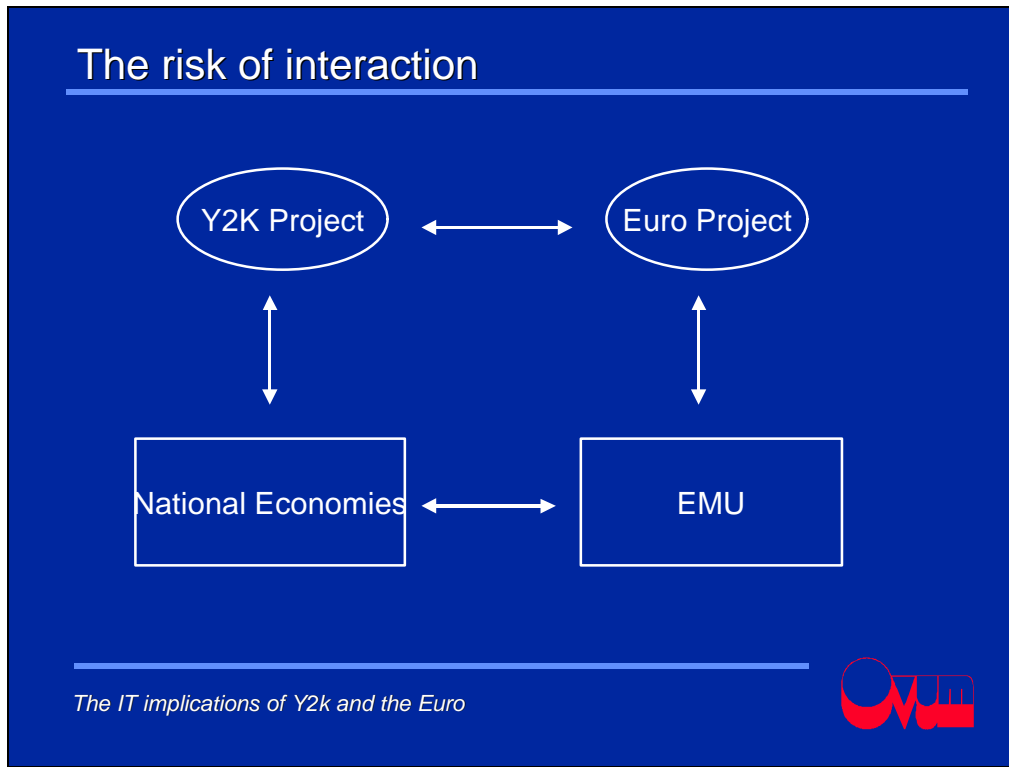 The risk of interaction
Y2K Project
Euro Project
National Economies
EMU
The IT implications of Y2k and the Euro
Ovum